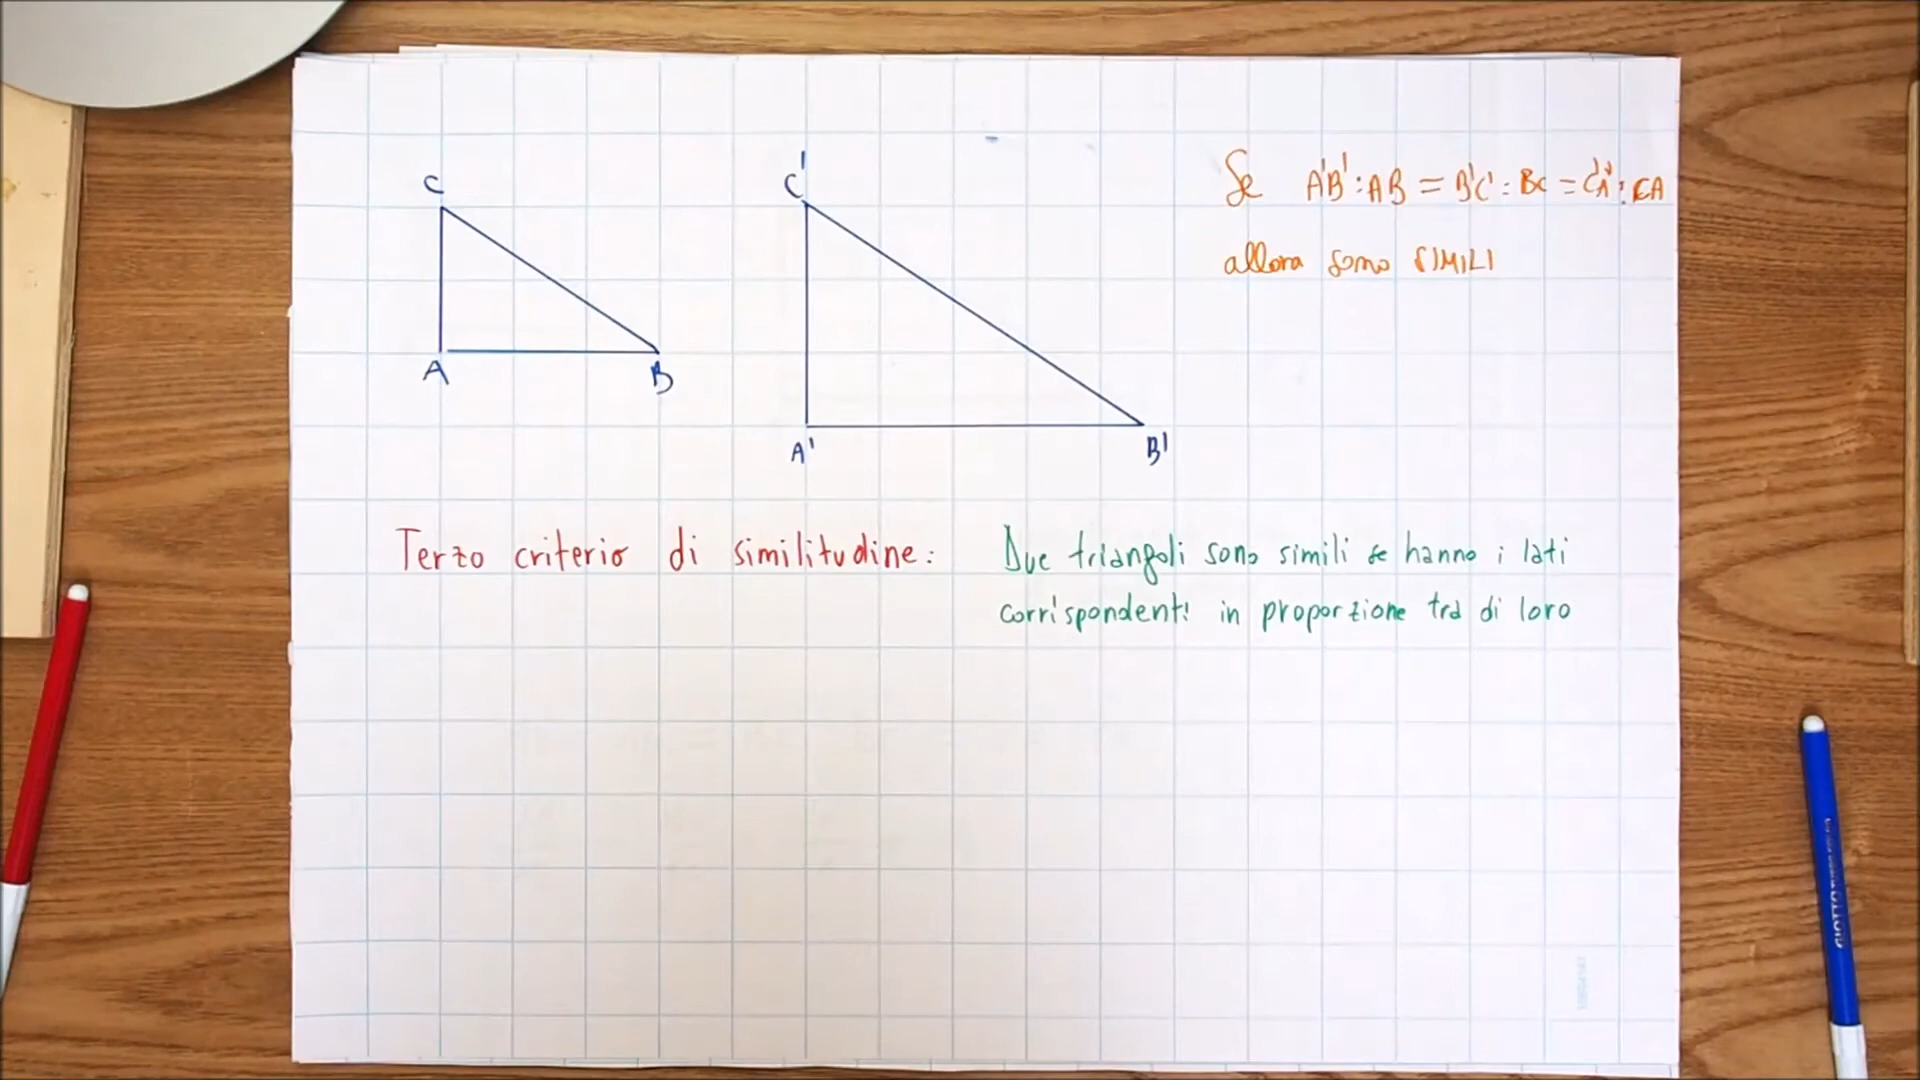 C
C'
Se A'B':AB = B'C':BC = C'A':CA
allora sono SIMILI
A
B
A'
B'
Terzo criterio di similitudine:
Due triangoli sono simili se hanno i lati
corrispondenti in proporzione tra di loro
GIOTTO